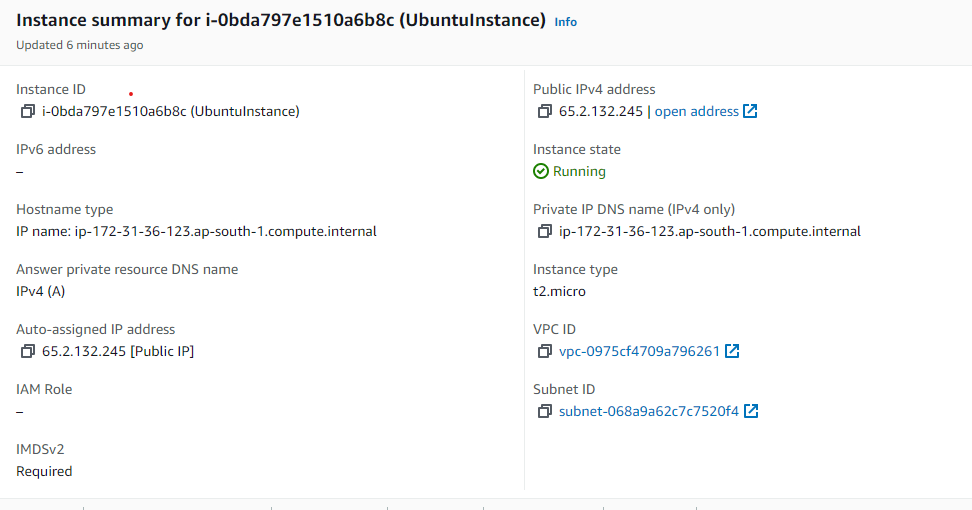 Instance summary for i-0bda797e1510a6b8c (UbuntuInstance) Info
Updated 6 minutes ago
Instance ID
i-0bda797e1510a6b8c (UbuntuInstance)
IPv6 address
–
Hostname type
IP name: ip-172-31-36-123.ap-south-1.compute.internal
Answer private resource DNS name
IPv4 (A)
Auto-assigned IP address
65.2.132.245 [Public IP]
IAM Role
–
IMDSv2
Required
Public IPv4 address
65.2.132.245 | open address
Instance state
Running
Private IP DNS name (IPv4 only)
ip-172-31-36-123.ap-south-1.compute.internal
Instance type
t2.micro
VPC ID
vpc-0975cf4709a796261
Subnet ID
subnet-068a9a62c7c7520f4